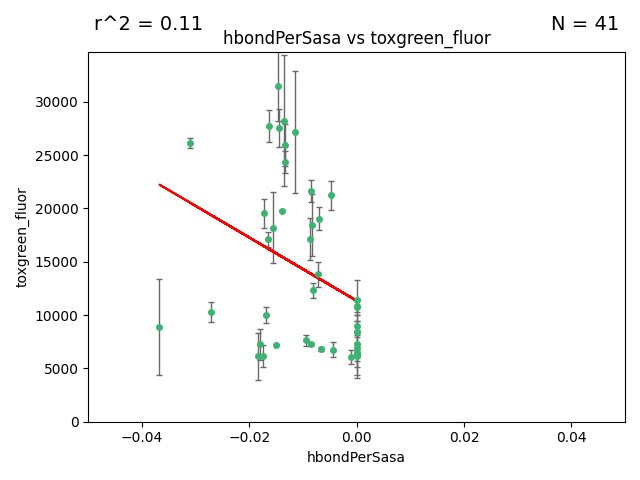 r^2 = 0.11
N = 41
hbondPerSasa vs toxgreen_fluor
30000
25000
20000
15000
10000
5000
0
toxgreen_fluor
−0.04
−0.02
0.00
0.02
0.04
hbondPerSasa